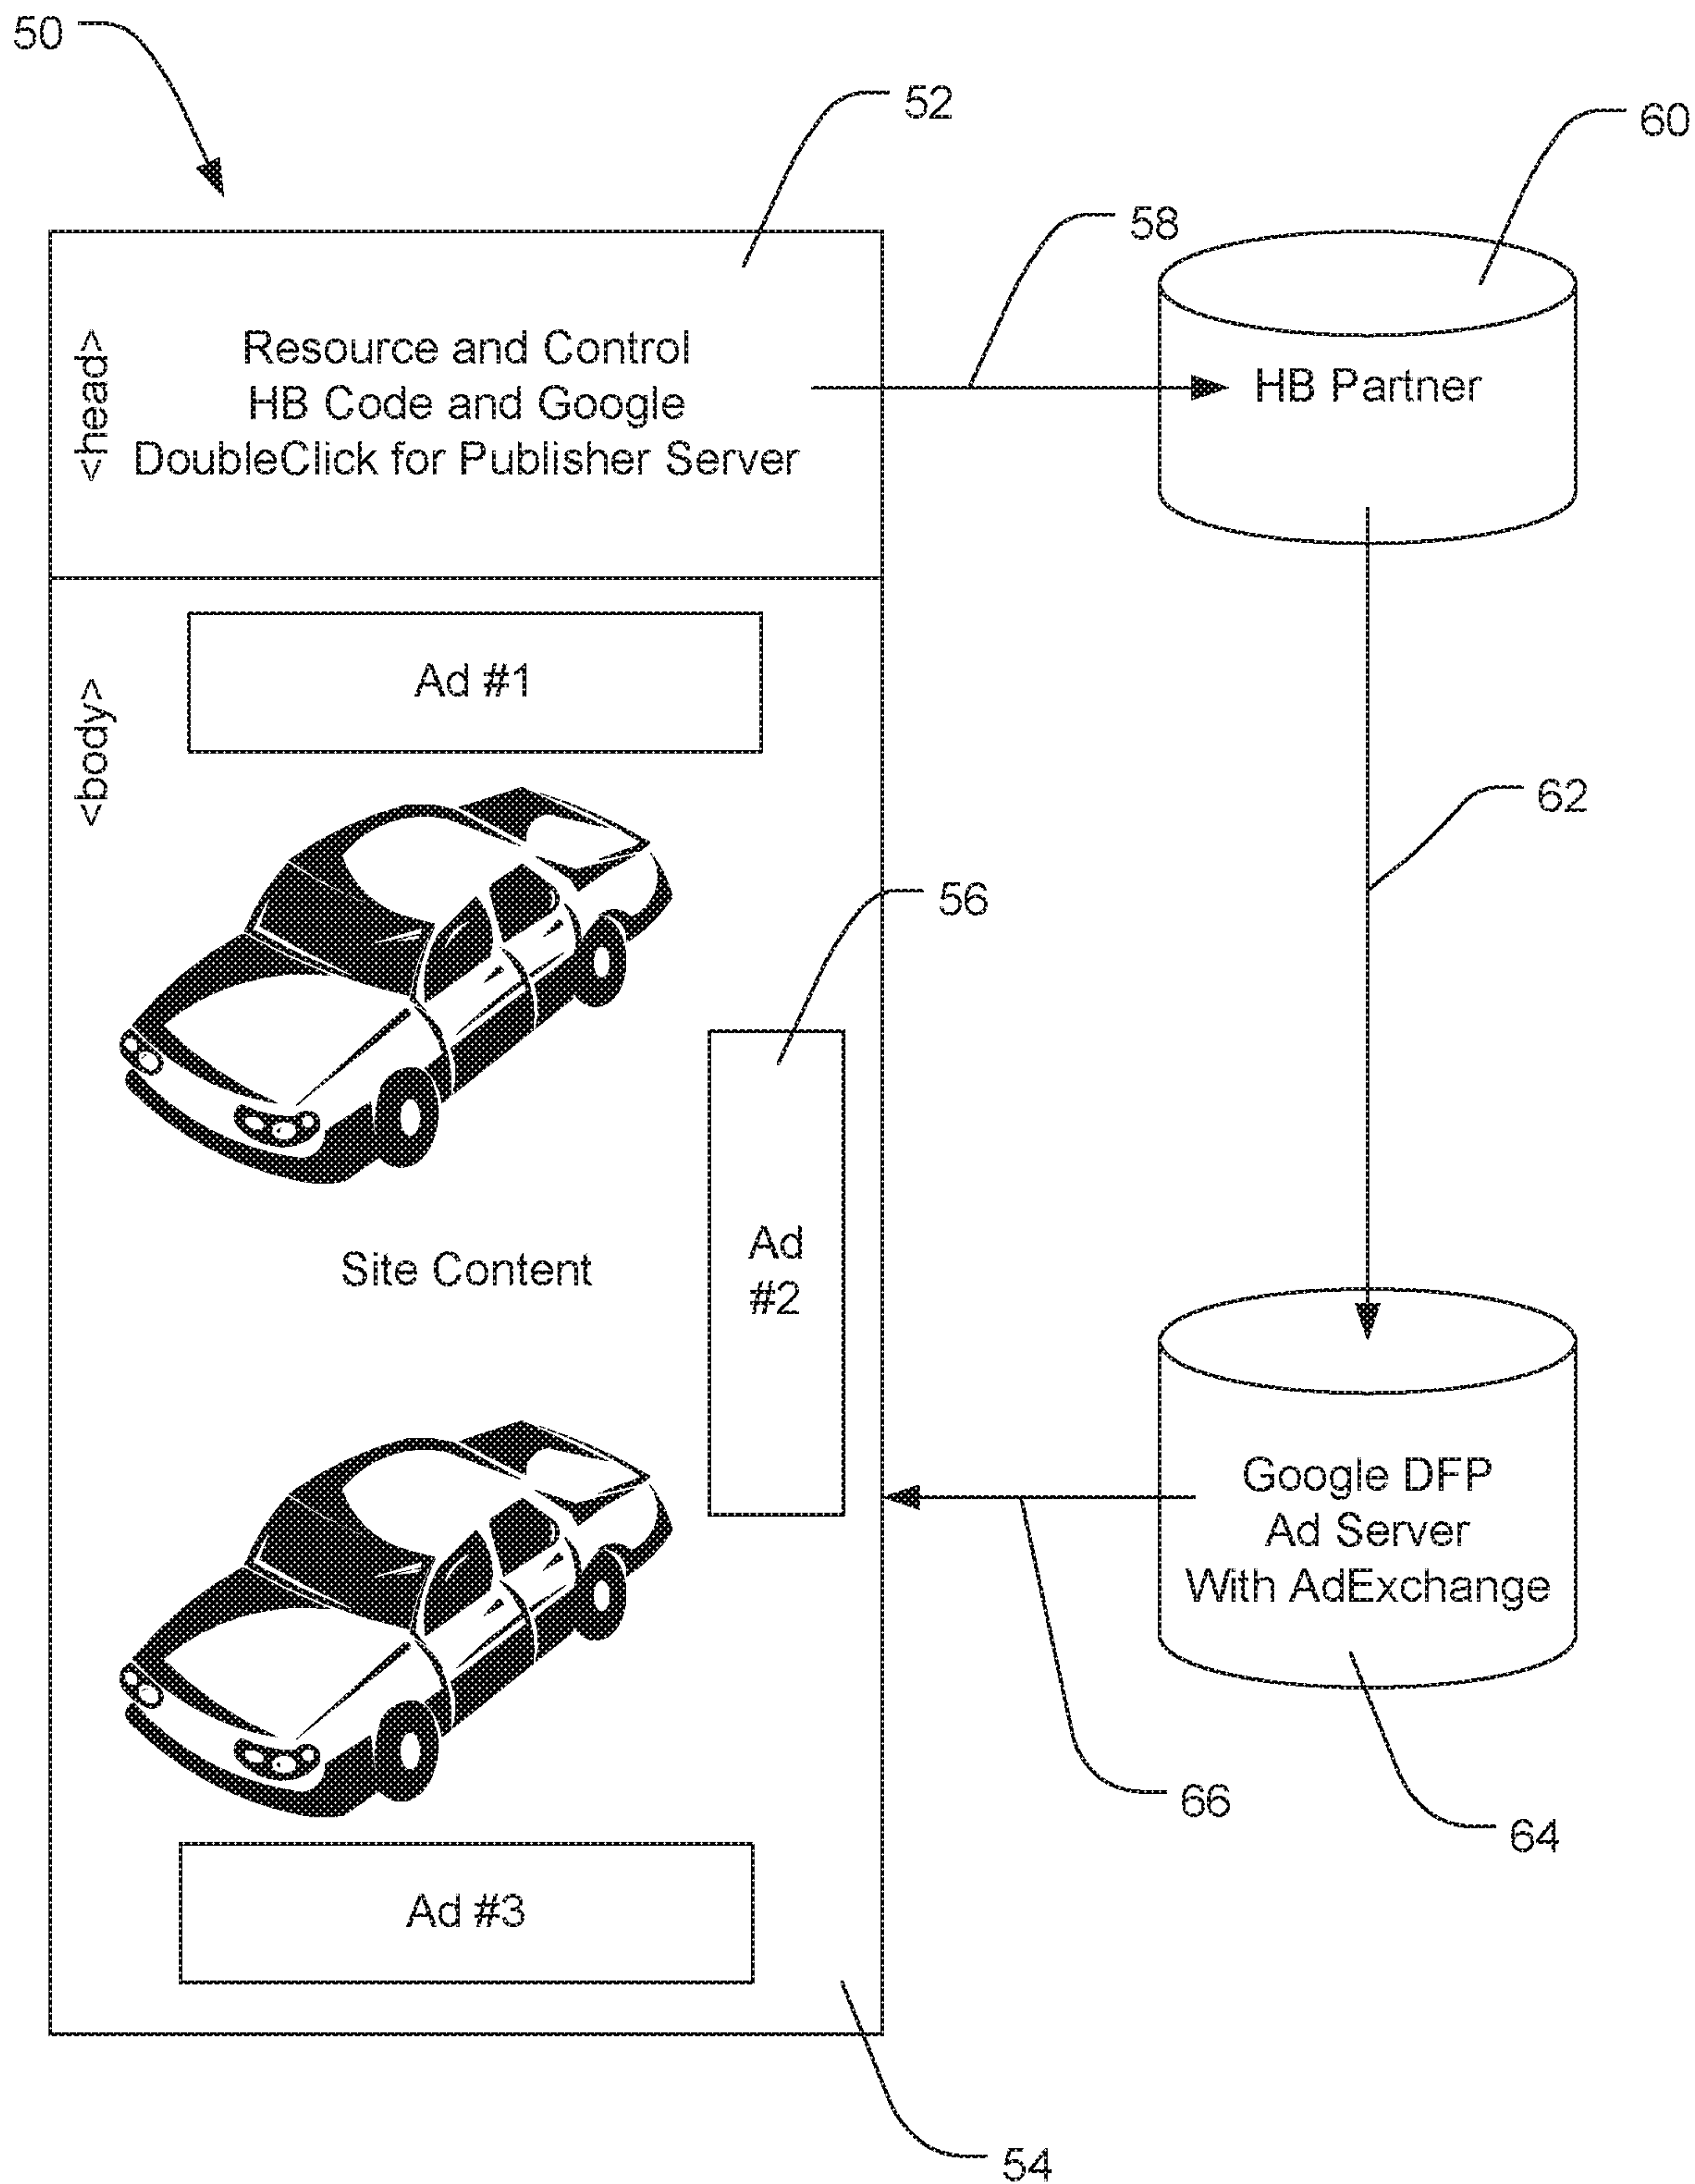 50
52
60
58
<head>
Resource and Control
HB Code and Google
DoubleClick for Publisher Server
HB Partner
<body>
Ad #1
62
56
Ad
#2
Site Content
Google DFP
Ad Server
With AdExchange
66
64
Ad #3
54